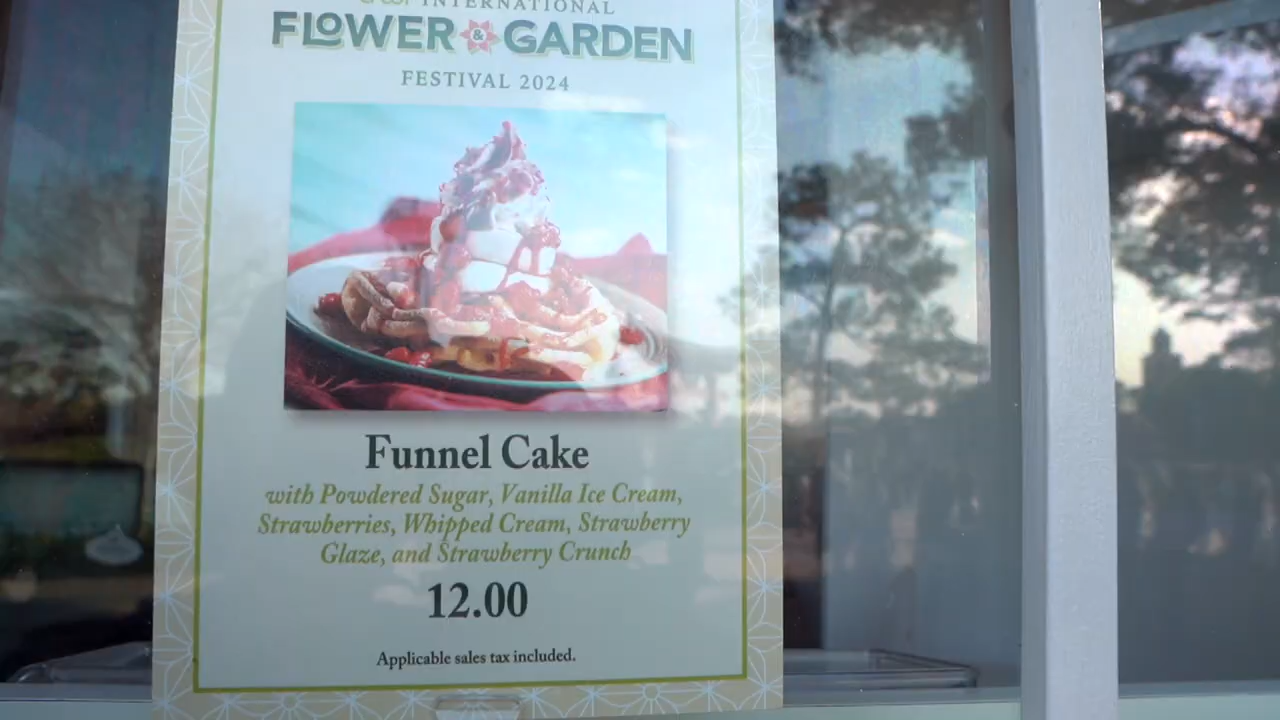 INTERNATIONAL
FLOWER & GARDEN
FESTIVAL 2024
Funnel Cake
with Powdered Sugar, Vanilla Ice Cream,
Strawberries, Whipped Cream, Strawberry
Glaze, and Strawberry Crunch
12.00
Applicable sales tax included.